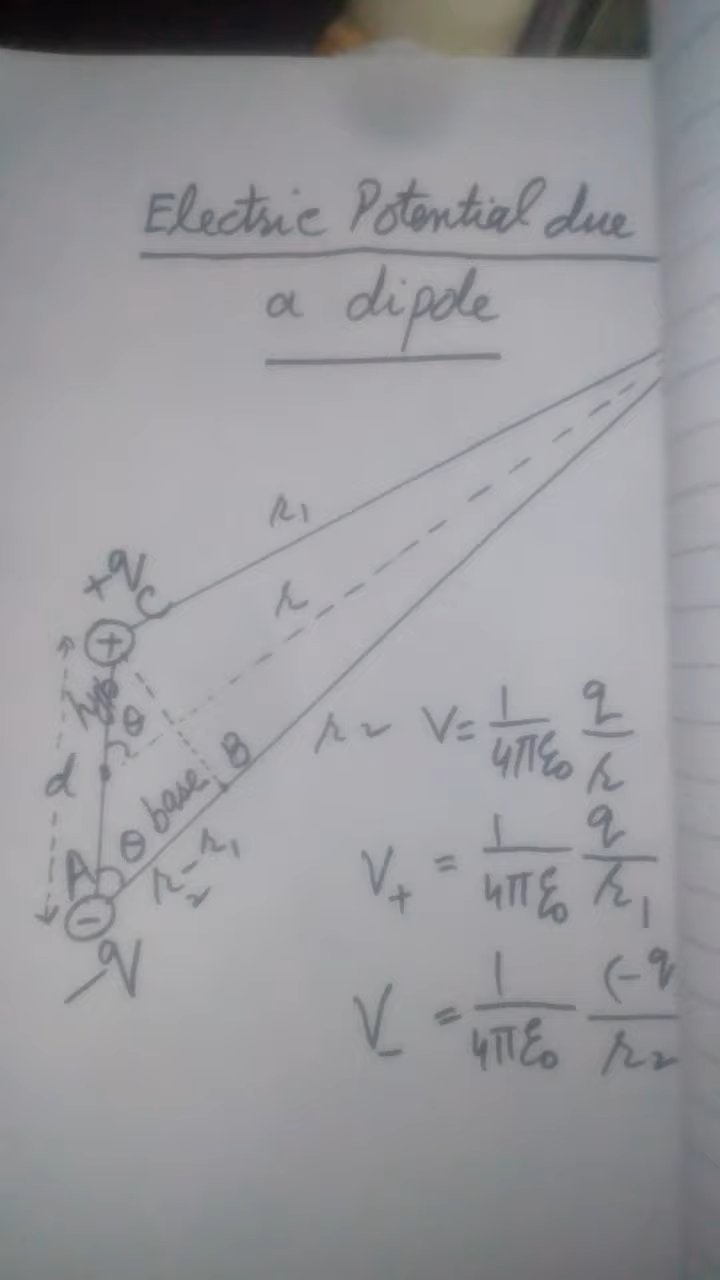 Electric Potential due
a dipole
r₁
+q
C
r
hyp
θ
d
B
base
θ
A
r₂-r₁
-q
r₂
V = 1/4πε₀ q/r
V₊ = 1/4πε₀ q/r₁
V₋ = 1/4πε₀ (-q/r₂